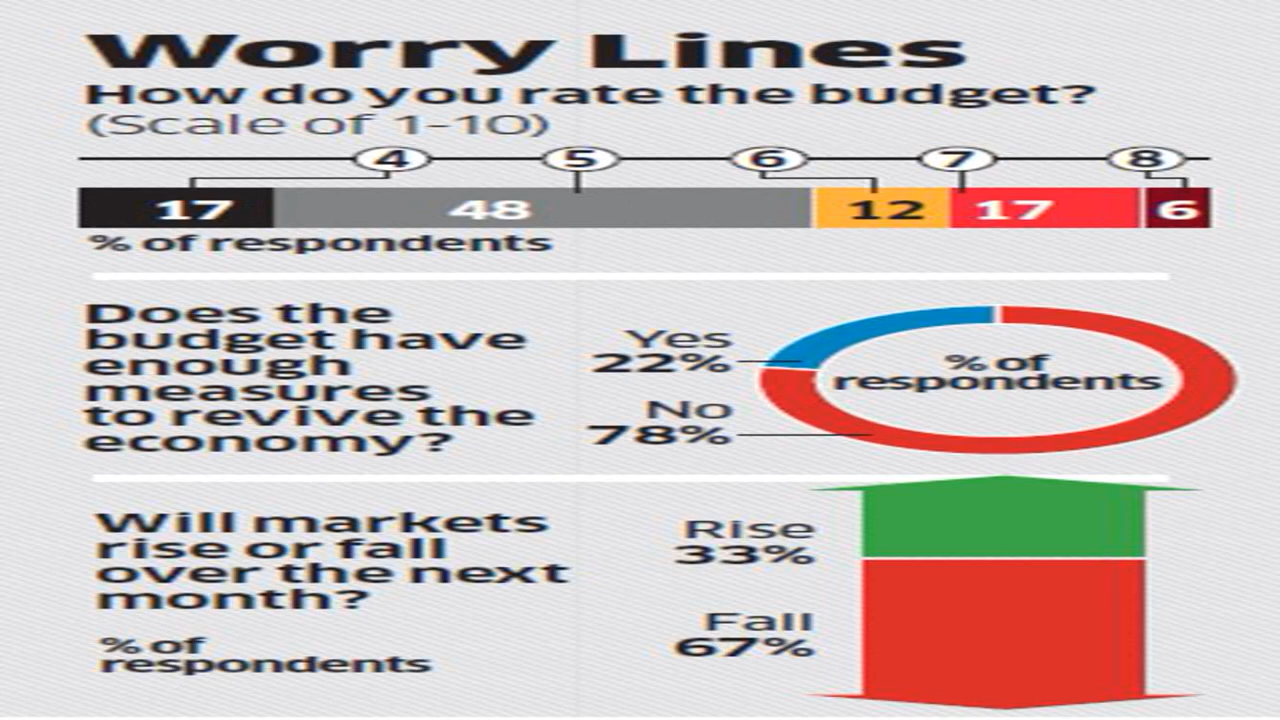 Worry Lines
How do you rate the budget?
(Scale of 1-10)
4 5 6 7 8
17 48 12 17 6
% of respondents
Does the
budget have
enough
measures
to revive the
economy?
Yes
22%
No
78%
% of
respondents
Will markets
rise or fall
over the next
month?
% of
respondents
Rise
33%
Fall
67%